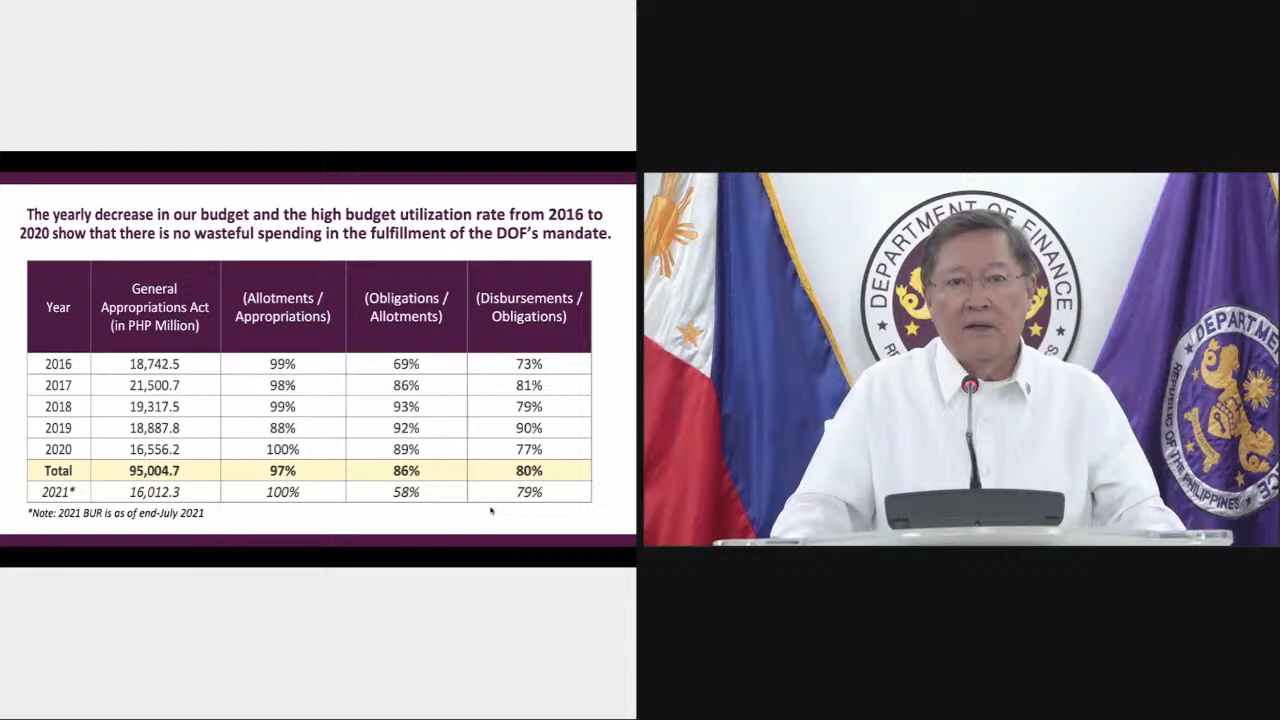 The yearly decrease in our budget and the high budget utilization rate from 2016 to
2020 show that there is no wasteful spending in the fulfillment of the DOF's mandate.
Year
General
Appropriations Act
(in PHP Million)
(Allotments /
Appropriations)
(Obligations /
Allotments)
(Disbursements /
Obligations)
2016 18,742.5 99% 69% 73%
2017 21,500.7 98% 86% 81%
2018 19,317.5 99% 93% 79%
2019 18,887.8 88% 92% 90%
2020 16,556.2 100% 89% 77%
Total 95,004.7 97% 86% 80%
2021* 16,012.3 100% 58% 79%
*Note: 2021 BUR is as of end-July 2021
DEPARTMENT OF FINANCE
REPUBLIC OF THE PHILIPPINES